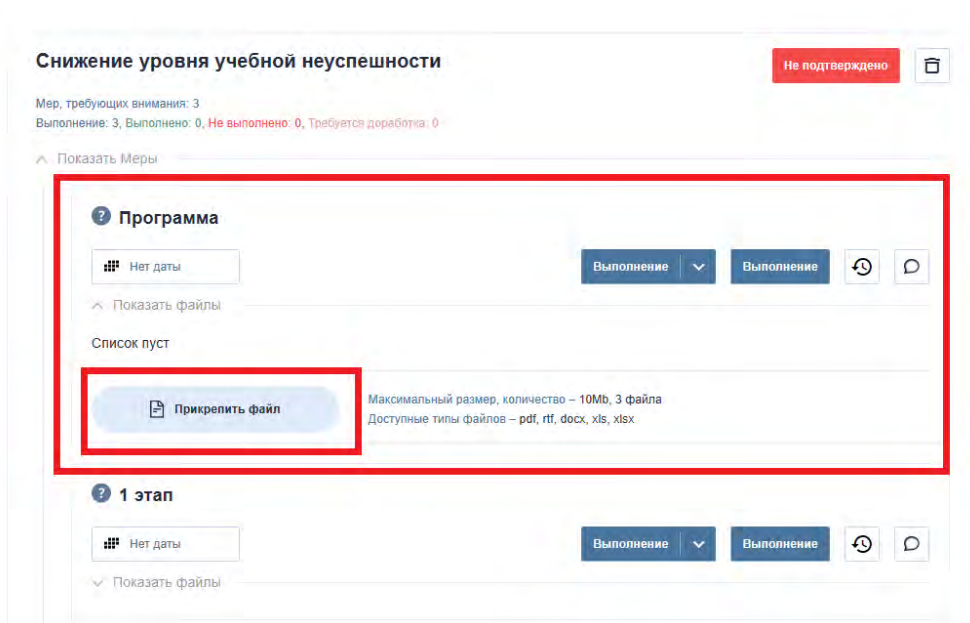 Снижение уровня учебной неуспешности
Не подтверждено
Мер, требующих внимания: 3
Выполнение: 3, Выполнено: 0, Не выполнено: 0, Требуется доработка: 0
Показать Меры
? Программа
Нет даты
Выполнение
Выполнение
Показать файлы
Список пуст
Прикрепить файл
Максимальный размер, количество – 10Mb, 3 файла
Доступные типы файлов – pdf, rtf, docx, xls, xlsx
? 1 этап
Нет даты
Выполнение
Выполнение
Показать файлы